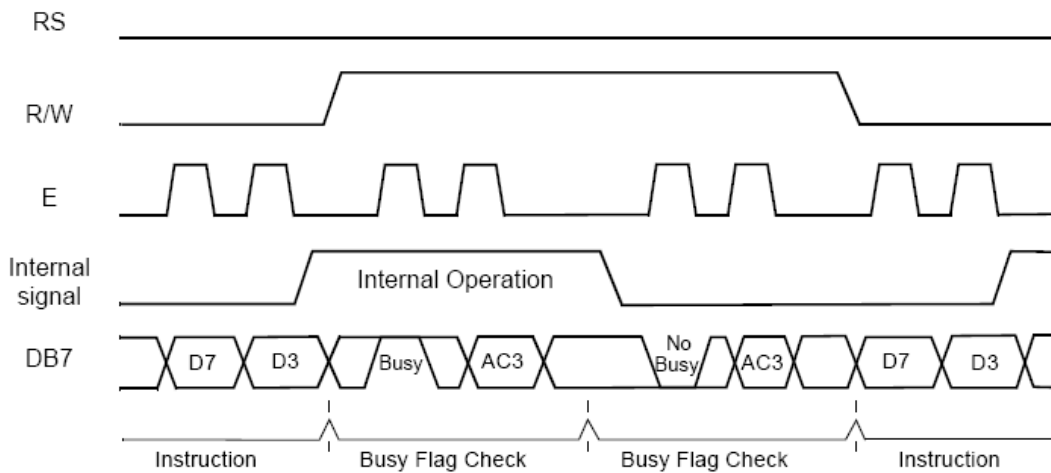 RS
R/W
E
Internal
signal
Internal Operation
DB7
D7
D3
Busy
AC3
No
Busy
AC3
D7
D3
Instruction
Busy Flag Check
Busy Flag Check
Instruction